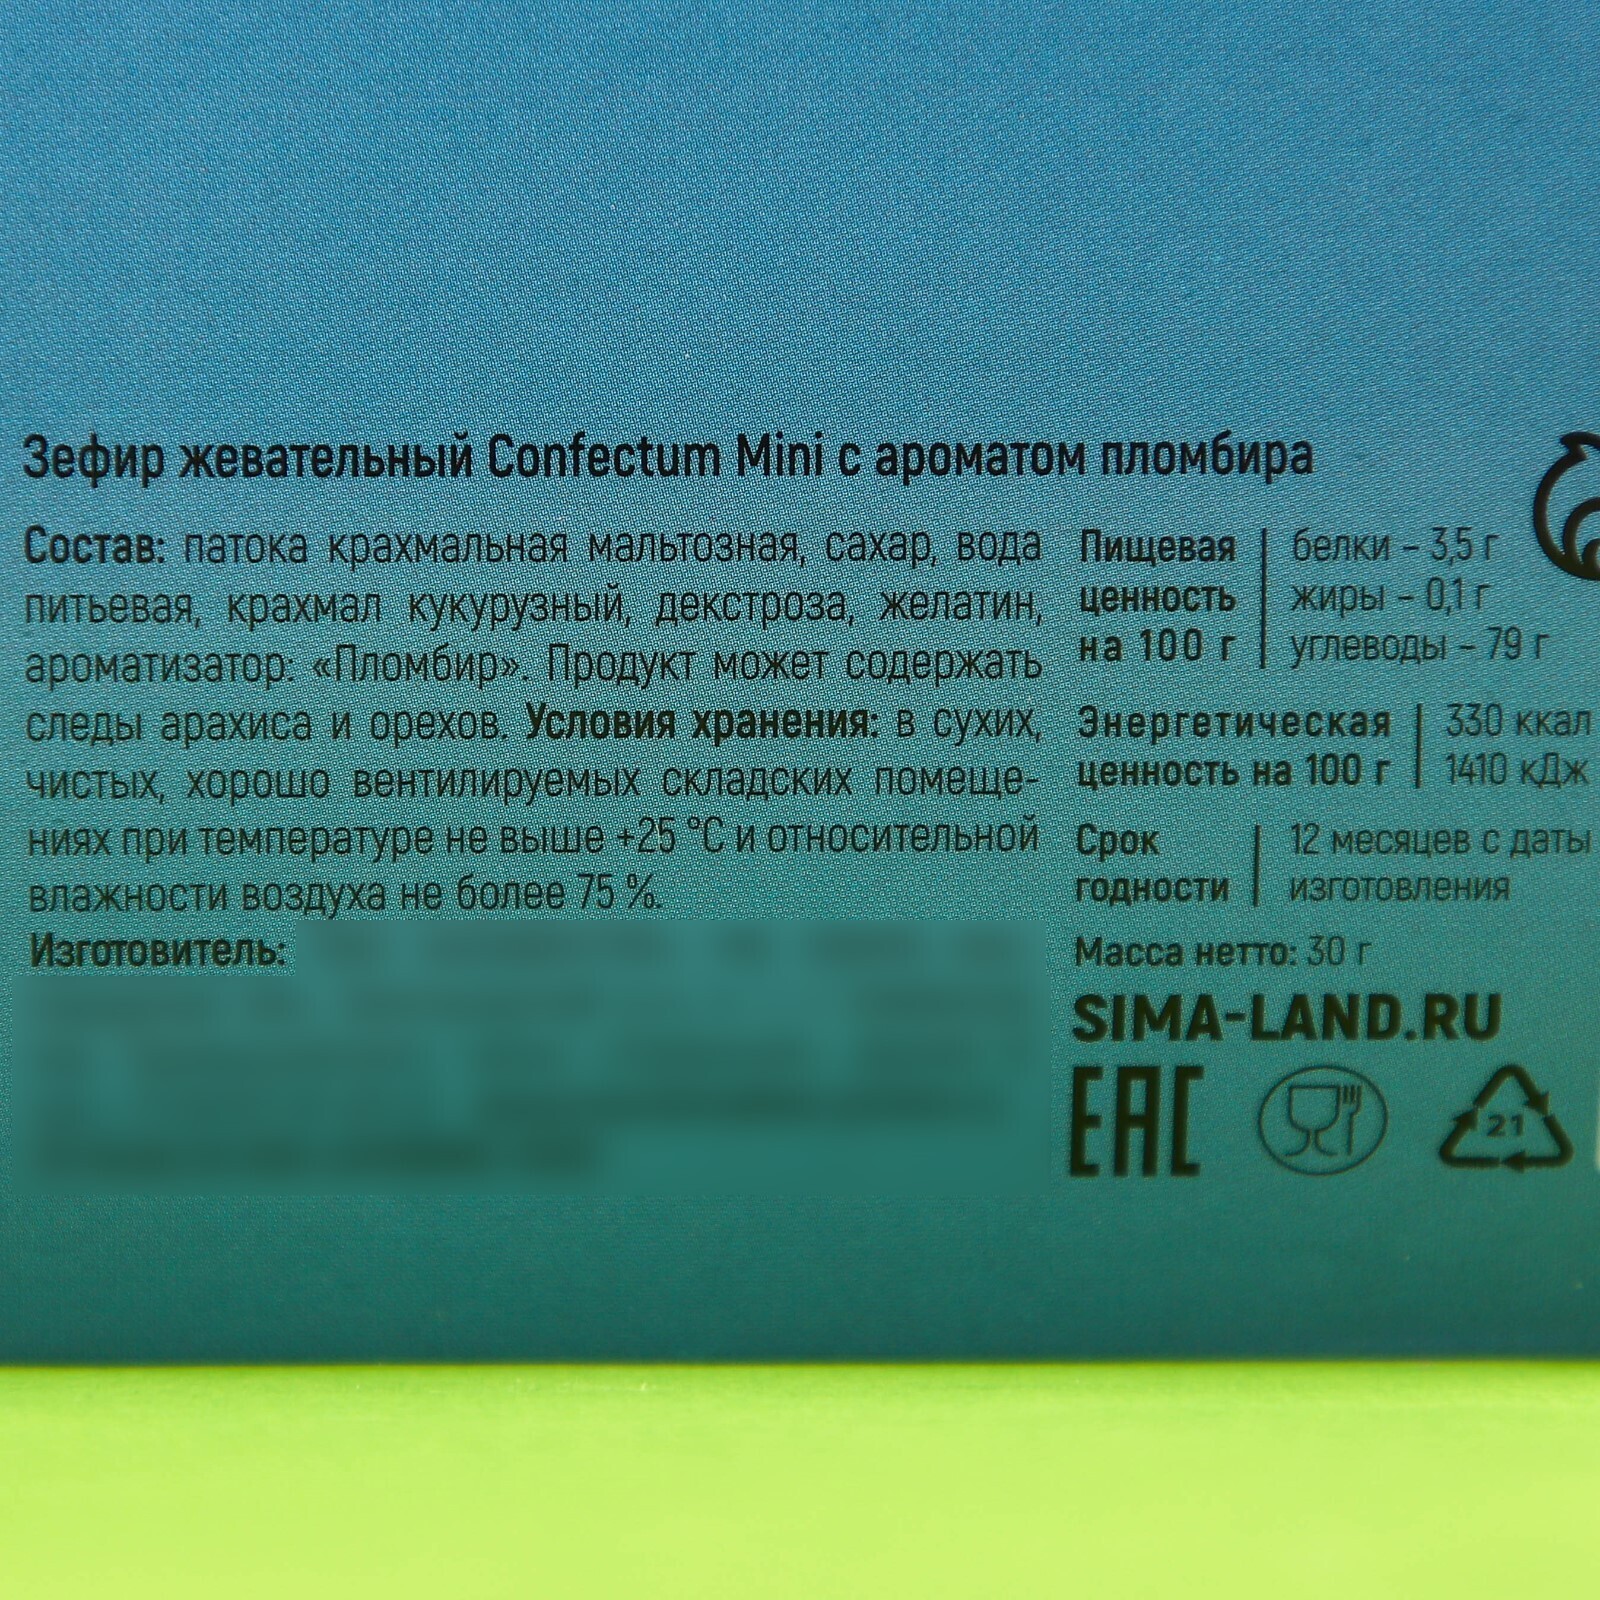 Зефир жевательный Confectum Mini с ароматом пломбира
Состав: патока крахмальная мальтозная, сахар, вода
питьевая, крахмал кукурузный, декстроза, желатин,
ароматизатор: «Пломбир». Продукт может содержать
следы арахиса и орехов. Условия хранения: в сухих,
чистых, хорошо вентилируемых складских помеще-
ниях при температуре не выше +25 °C и относительной
влажности воздуха не более 75 %.
Изготовитель:
Пищевая
ценность
на 100 г
белки – 3,5 г
жиры – 0,1 г
углеводы – 79 г
Энергетическая
ценность на 100 г
330 ккал
1410 кДж
Срок
годности
12 месяцев с даты
изготовления
Масса нетто: 30 г
SIMA-LAND.RU
EAC
21